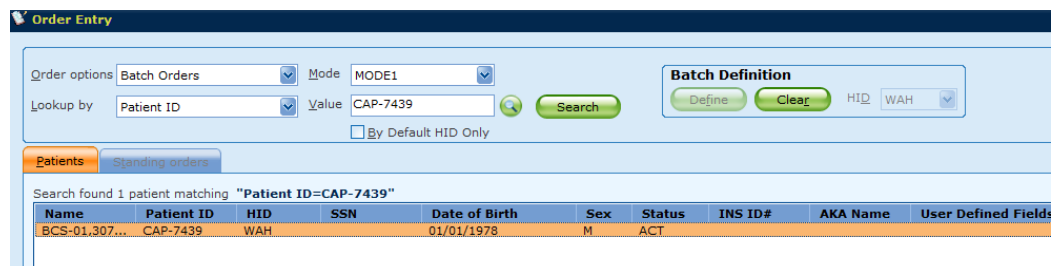 Order Entry
Order options Batch Orders Mode MODE1 Batch Definition
Define Clear HID WAH
Lookup by Patient ID Value CAP-7439 Search
By Default HID Only
Patients Standing orders
Search found 1 patient matching "Patient ID=CAP-7439"
Name Patient ID HID SSN Date of Birth Sex Status INS ID# AKA Name User Defined Fields
BCS-01,307... CAP-7439 WAH 01/01/1978 M ACT